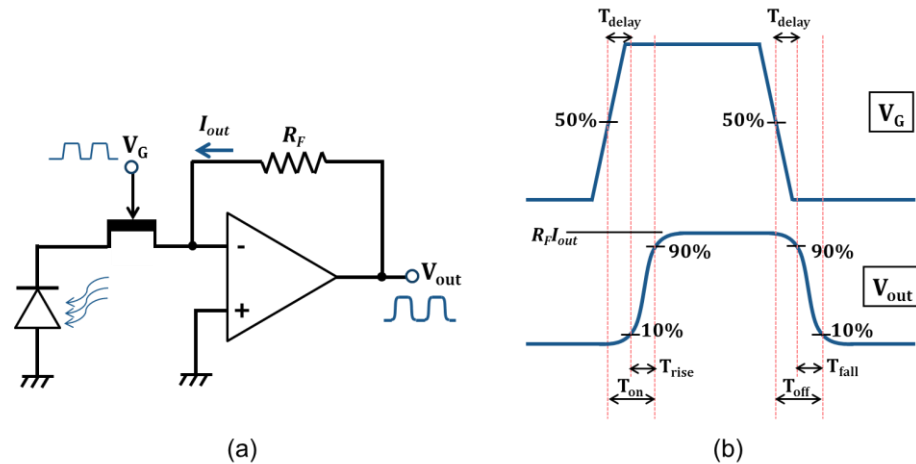 I_out
R_F
V_G
-
+
V_out
(a)
T_delay T_delay
50% 50% V_G
R_F I_out
90% 90%
V_out
10% 10%
T_rise T_fall
T_on T_off
(b)